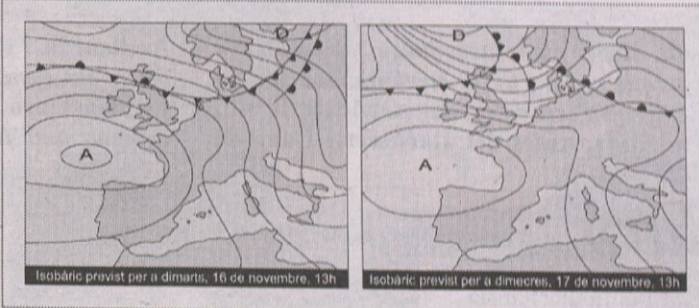 D
A
Isobàric previst per a dimarts, 16 de novembre, 13h
D
A
Isobàric previst per a dimecres, 17 de novembre, 13h